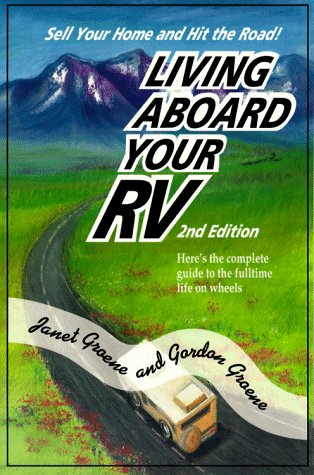 Sell Your Home and Hit the Road!
LIVING
ABOARD
YOUR
RV
2nd Edition
Here's the complete
guide to the fulltime
life on wheels
Janet Groene and Gordon Groene